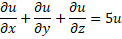 ∂u/∂x + ∂u/∂y + ∂u/∂z = 5u